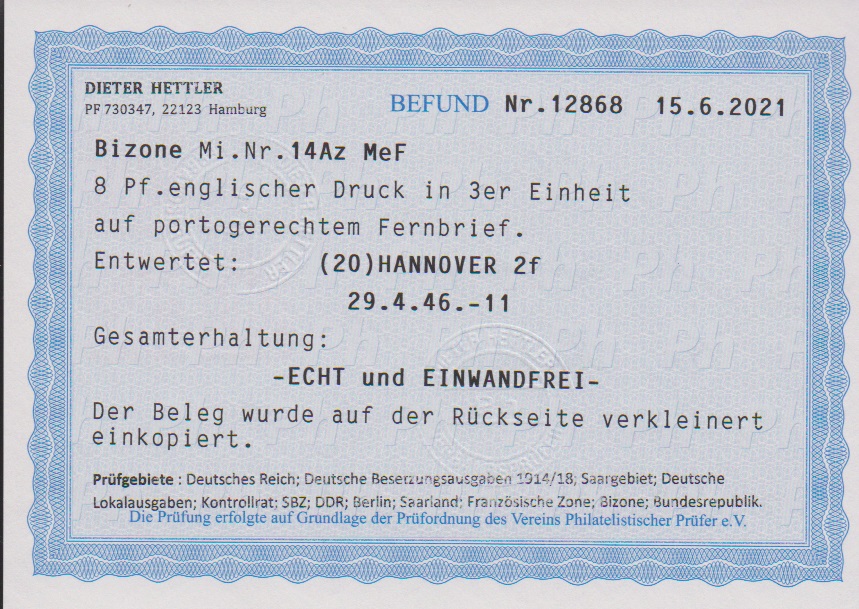 DIETER HETTLER
PF 730347, 22123 Hamburg
BEFUND Nr.12868 15.6.2021
Bizone Mi.Nr.14Az MeF
8 Pf.englischer Druck in 3er Einheit
auf portogerechtem Fernbrief.
Entwertet: (20)HANNOVER 2f
29.4.46.-11
Gesamterhaltung:
-ECHT und EINWANDFREI-
Der Beleg wurde auf der Rückseite verkleinert
einkopiert.
Prüfgebiete : Deutsches Reich; Deutsche Besetzungsausgaben 1914/18; Saargebiet; Deutsche
Lokalausgaben; Kontrollrat; SBZ; DDR; Berlin; Saarland; Französische Zone; Bizone; Bundesrepublik.
Die Prüfung erfolgte auf Grundlage der Prüfordnung des Vereins Philatelistischer Prüfer e.V.